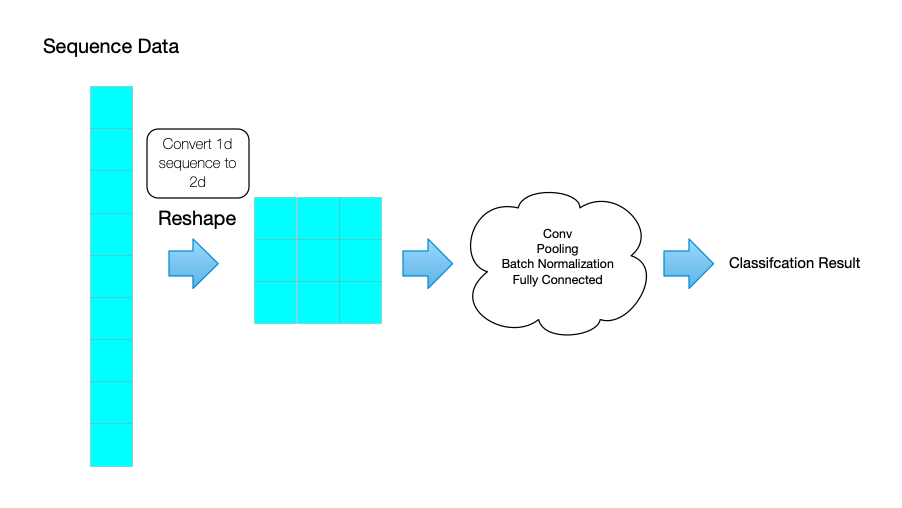 Sequence Data
Convert 1d
sequence to
2d
Reshape
Conv
Pooling
Batch Normalization
Fully Connected
Classifcation Result